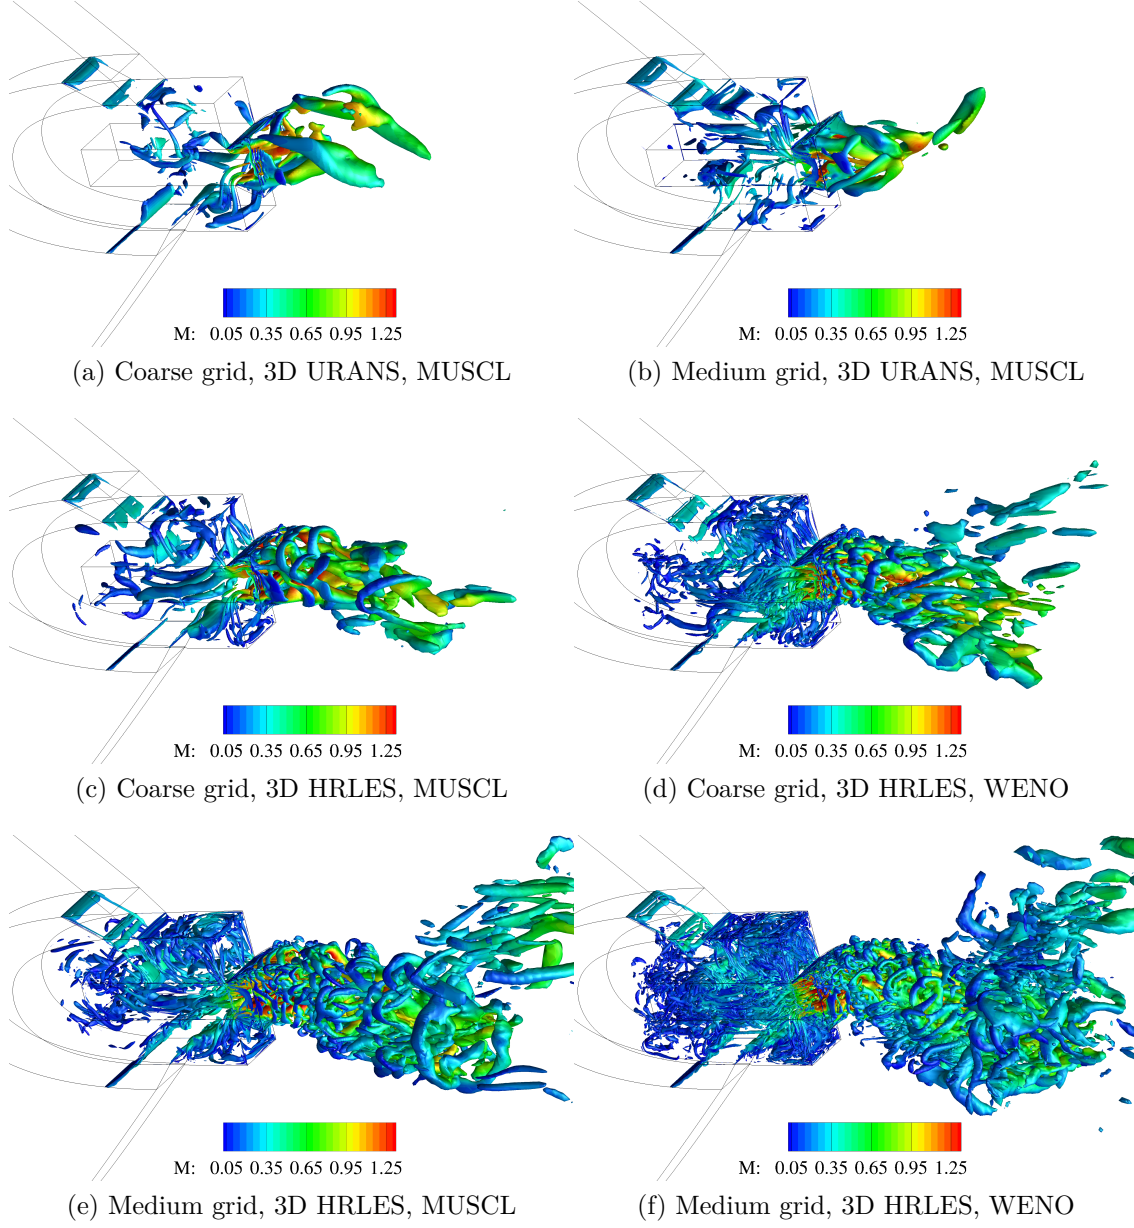 M: 0.05 0.35 0.65 0.95 1.25
M: 0.05 0.35 0.65 0.95 1.25
(a) Coarse grid, 3D URANS, MUSCL
(b) Medium grid, 3D URANS, MUSCL
M: 0.05 0.35 0.65 0.95 1.25
M: 0.05 0.35 0.65 0.95 1.25
(c) Coarse grid, 3D HRLES, MUSCL
(d) Coarse grid, 3D HRLES, WENO
M: 0.05 0.35 0.65 0.95 1.25
M: 0.05 0.35 0.65 0.95 1.25
(e) Medium grid, 3D HRLES, MUSCL
(f) Medium grid, 3D HRLES, WENO